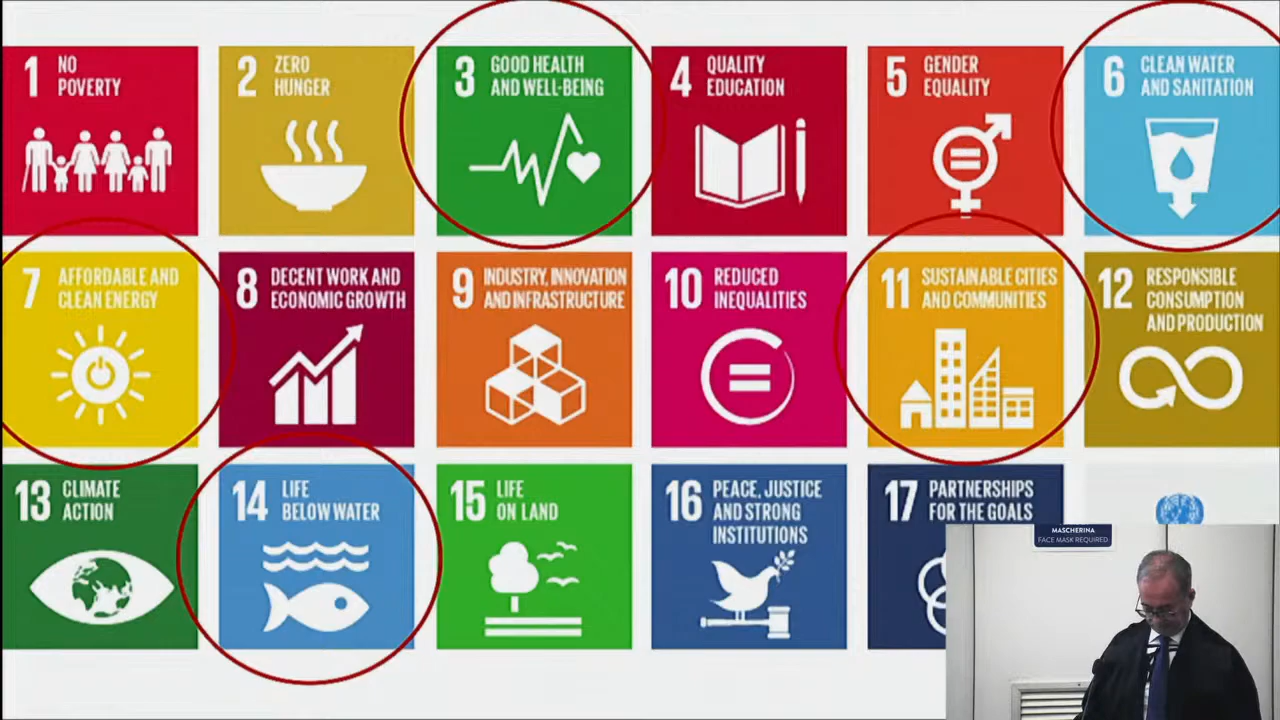 1 NO
POVERTY
2 ZERO
HUNGER
3 GOOD HEALTH
AND WELL-BEING
4 QUALITY
EDUCATION
5 GENDER
EQUALITY
6 CLEAN WATER
AND SANITATION
7 AFFORDABLE AND
CLEAN ENERGY
8 DECENT WORK AND
ECONOMIC GROWTH
9 INDUSTRY, INNOVATION
AND INFRASTRUCTURE
10 REDUCED
INEQUALITIES
11 SUSTAINABLE CITIES
AND COMMUNITIES
12 RESPONSIBLE
CONSUMPTION
AND PRODUCTION
13 CLIMATE
ACTION
14 LIFE
BELOW WATER
15 LIFE
ON LAND
16 PEACE, JUSTICE
AND STRONG
INSTITUTIONS
17 PARTNERSHIPS
FOR THE GOALS
MASCHERINA
FACE MASK REQUIRED